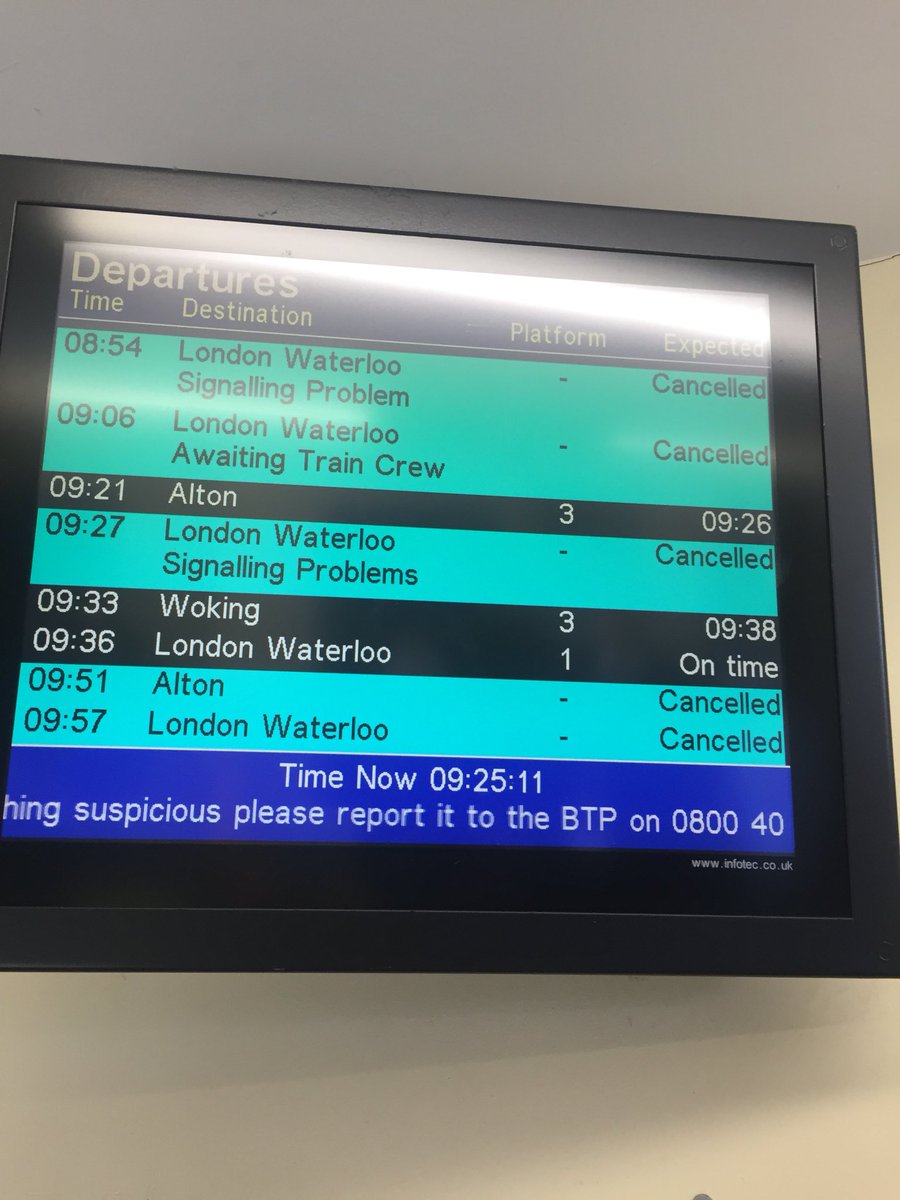 Departures
Time Destination Platform Expected
08:54 London Waterloo - Cancelled
Signalling Problem
09:06 London Waterloo - Cancelled
Awaiting Train Crew
09:21 Alton 3 09:26
09:27 London Waterloo - Cancelled
Signalling Problems
09:33 Woking 3 09:38
09:36 London Waterloo 1 On time
09:51 Alton - Cancelled
09:57 London Waterloo - Cancelled
Time Now 09:25:11
hing suspicious please report it to the BTP on 0800 40
www.infotec.co.uk